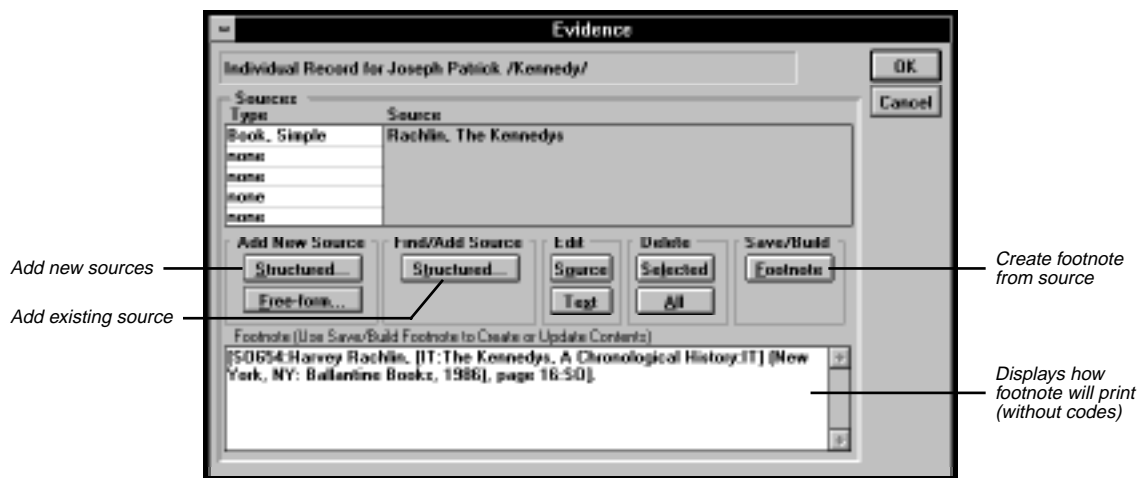 Evidence
Individual Record for Joseph Patrick /Kennedy/
OK
Cancel
Sources
Type Source
Book, Simple Rachlin, The Kennedys
none
none
none
none
Add New Source Find/Add Source Edit Delete Save/Build
Structured... Structured... Source Selected Footnote
Free-form... Text All
Add new sources
Add existing source
Create footnote
from source
Footnote (Use Save/Build Footnote to Create or Update Contents)
[SO654:Harvey Rachlin, [IT:The Kennedys, A Chronological History:IT] (New
York, NY: Ballantine Books, 1986), page 16:SO].
Displays how
footnote will print
(without codes)